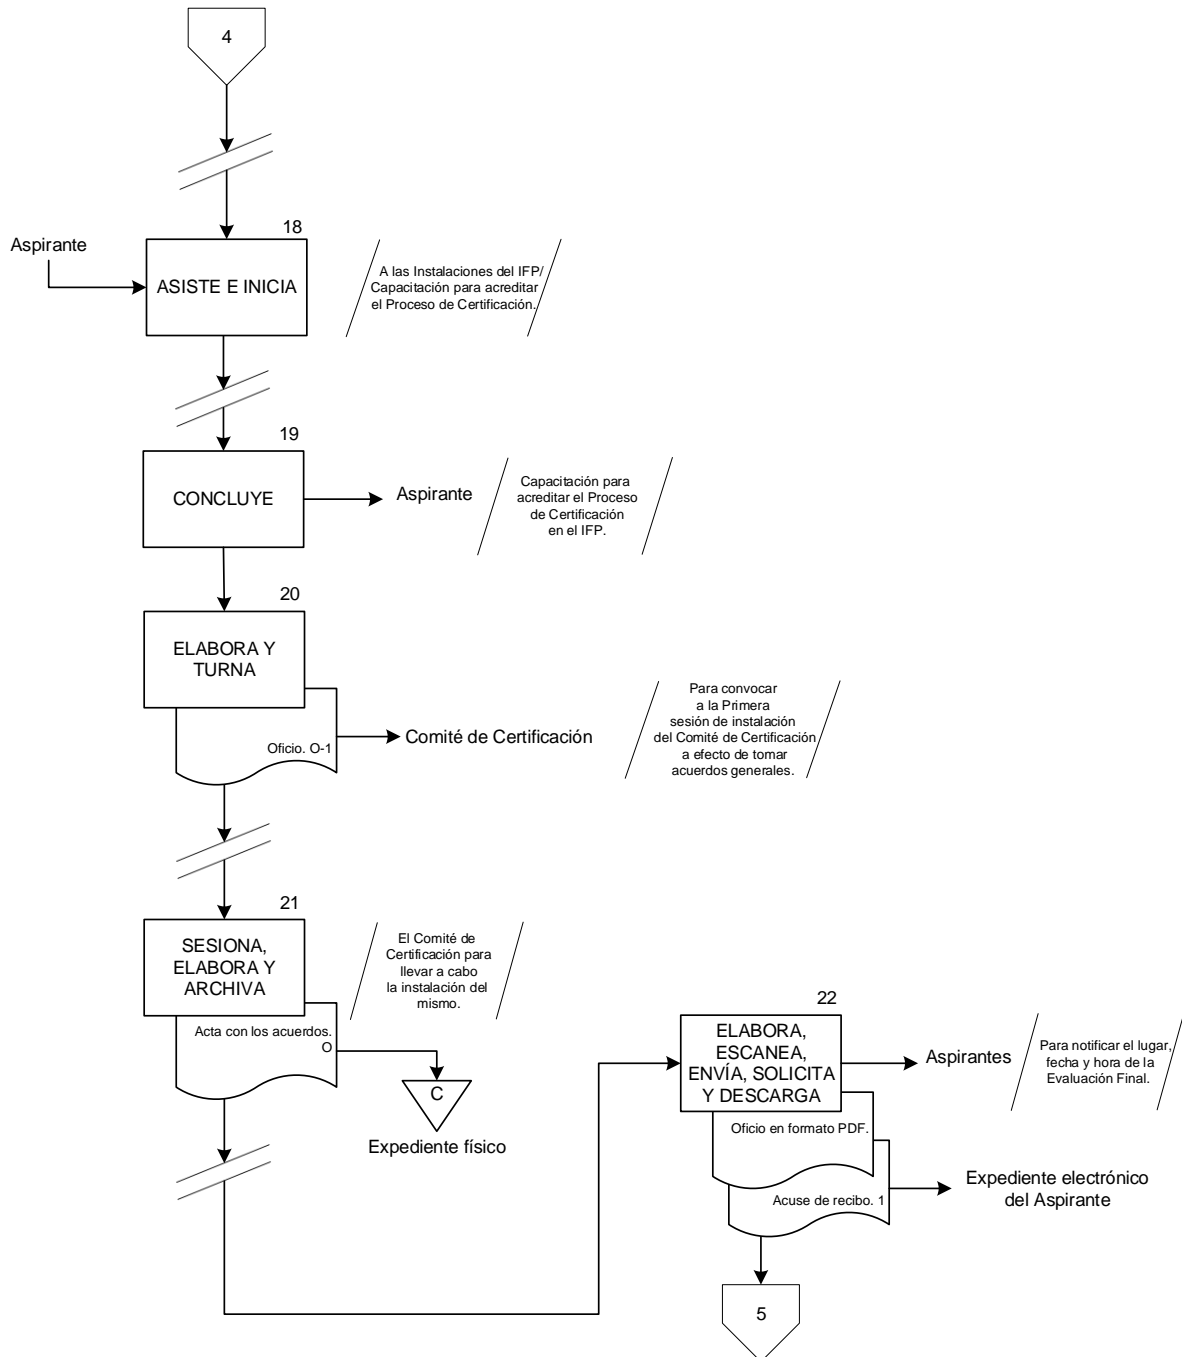 4
18
Aspirante
ASISTE E INICIA
A las Instalaciones del IFP/
Capacitación para acreditar
el Proceso de Certificación.
19
CONCLUYE
Aspirante
Capacitación para
acreditar el Proceso
de Certificación
en el IFP.
20
ELABORA Y
TURNA
Oficio. O-1
Comité de Certificación
Para convocar
a la Primera
sesión de instalación
del Comité de Certificación
a efecto de tomar
acuerdos generales.
21
SESIONA,
ELABORA Y
ARCHIVA
Acta con los acuerdos.
O
El Comité de
Certificación para
llevar a cabo
la instalación del
mismo.
C
Expediente físico
22
ELABORA,
ESCANEA,
ENVÍA, SOLICITA
Y DESCARGA
Aspirantes
Para notificar el lugar,
fecha y hora de la
Evaluación Final.
Oficio en formato PDF.
Acuse de recibo. 1
Expediente electrónico
del Aspirante
5